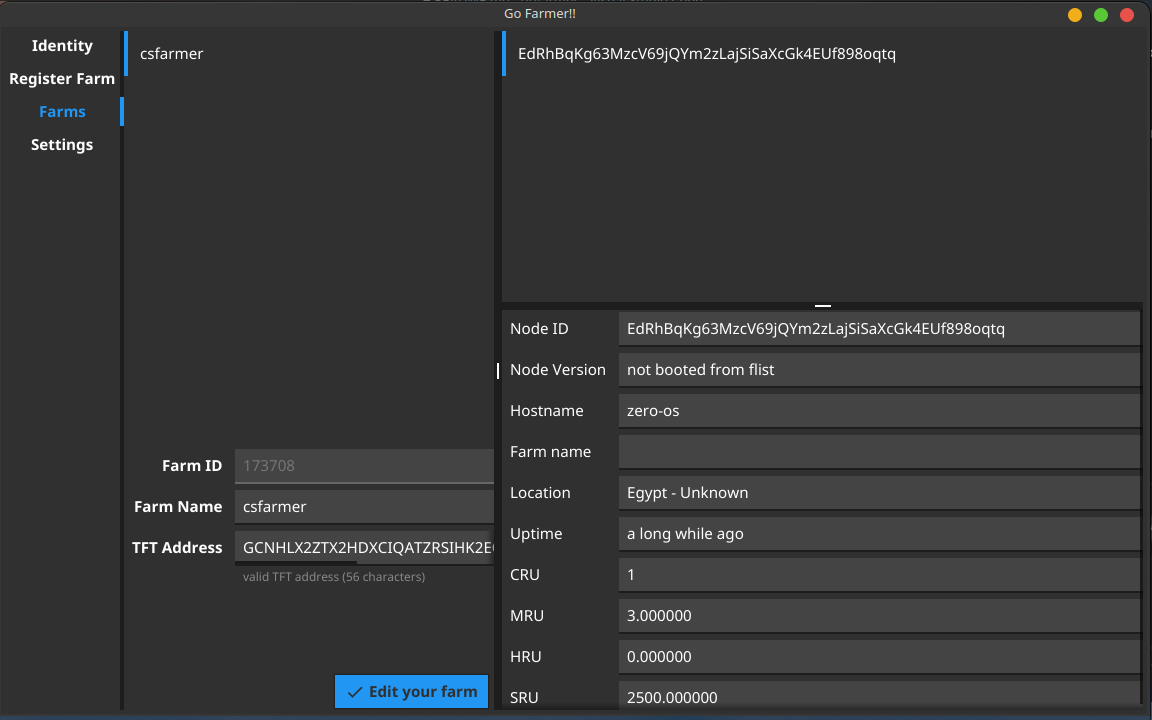 Go Farmer!!
Identity
Register Farm
Farms
Settings
csfarmer
Farm ID 173708
Farm Name csfarmer
TFT Address GCNHLX2ZTX2HDXCIQATZRSIHK2E
valid TFT address (56 characters)
Edit your farm
EdRhBqKg63MzcV69jQYm2zLajSiSaXcGk4EUf898oqtq
Node ID EdRhBqKg63MzcV69jQYm2zLajSiSaXcGk4EUf898oqtq
Node Version not booted from flist
Hostname zero-os
Farm name
Location Egypt - Unknown
Uptime a long while ago
CRU 1
MRU 3.000000
HRU 0.000000
SRU 2500.000000